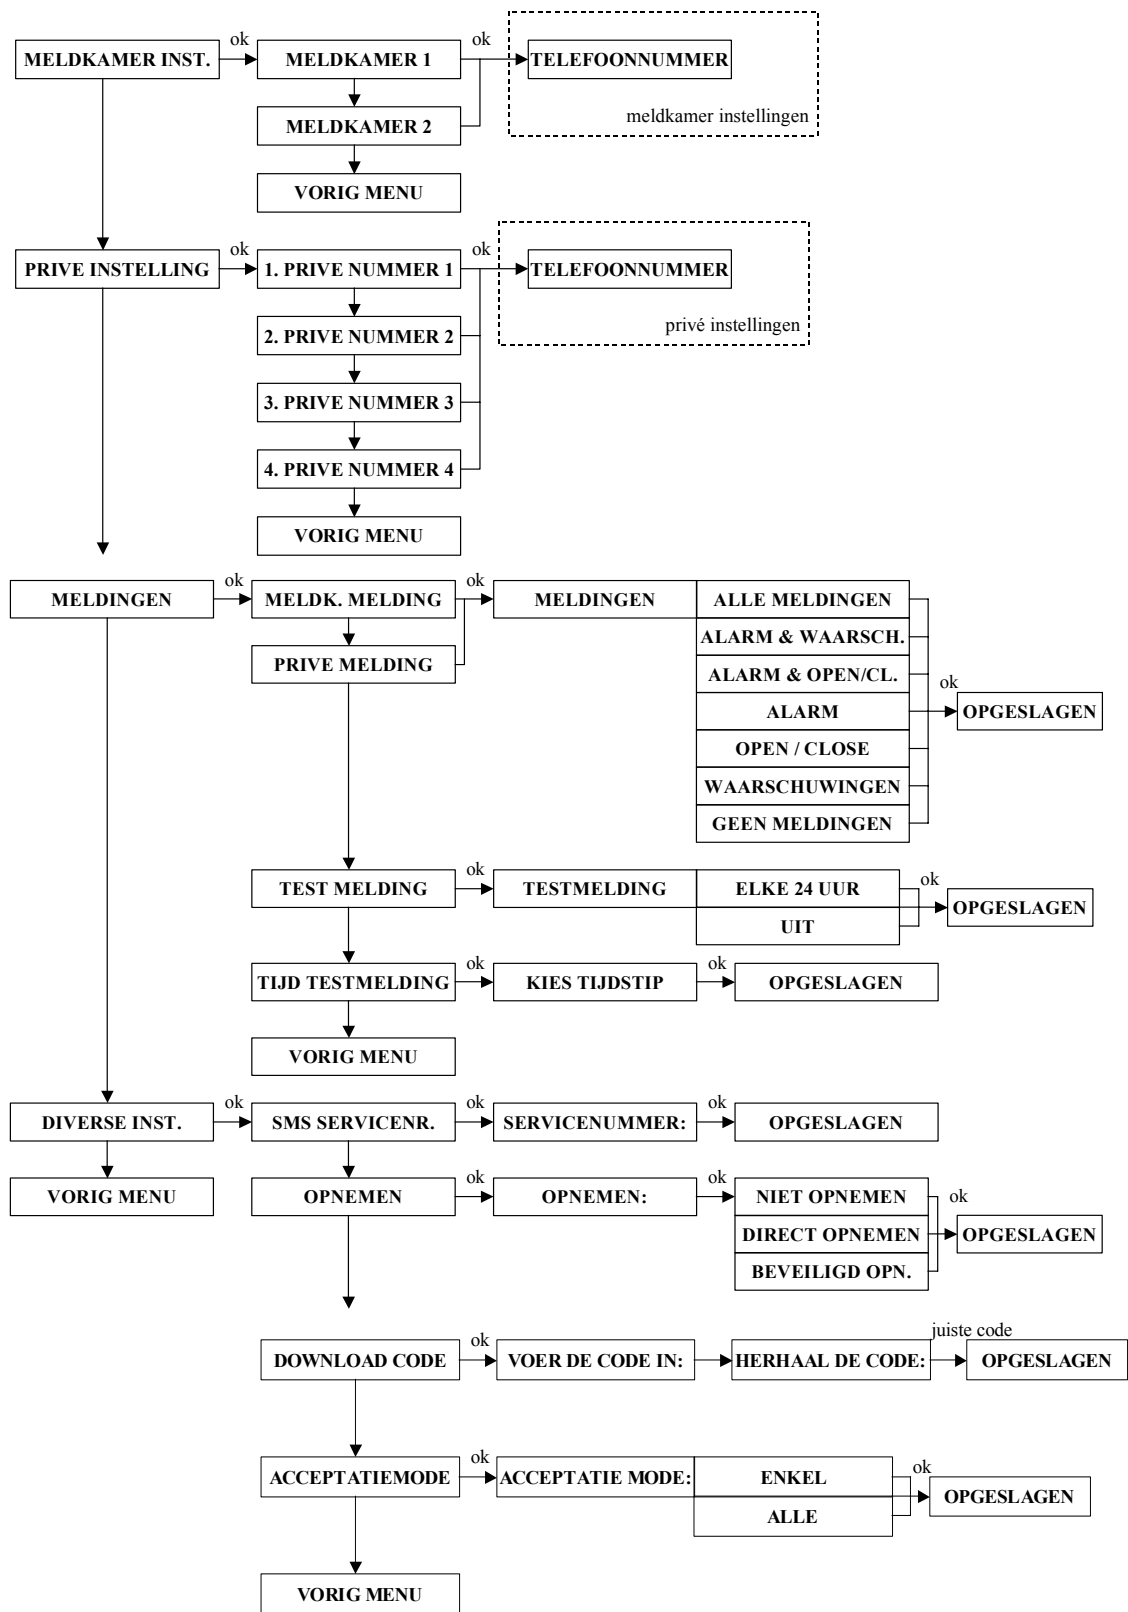 ok
ok
MELDKAMER INST.
MELDKAMER 1
TELEFOONNUMMER
meldkamer instellingen
MELDKAMER 2
VORIG MENU
ok
ok
PRIVE INSTELLING
1. PRIVE NUMMER 1
TELEFOONNUMMER
2. PRIVE NUMMER 2
privé instellingen
3. PRIVE NUMMER 3
4. PRIVE NUMMER 4
VORIG MENU
ok
ok
MELDINGEN
MELDK. MELDING
MELDINGEN
ALLE MELDINGEN
ALARM & WAARSCH.
PRIVE MELDING
ALARM & OPEN/CL.
ok
ALARM
OPGESLAGEN
OPEN / CLOSE
WAARSCHUWINGEN
GEEN MELDINGEN
ok
ok
TEST MELDING
TESTMELDING
ELKE 24 UUR
OPGESLAGEN
UIT
ok
ok
TIJD TESTMELDING
KIES TIJDSTIP
OPGESLAGEN
VORIG MENU
ok
ok
ok
DIVERSE INST.
SMS SERVICENR.
SERVICENUMMER:
OPGESLAGEN
ok
ok
ok
VORIG MENU
OPNEMEN
OPNEMEN:
NIET OPNEMEN
DIRECT OPNEMEN
OPGESLAGEN
BEVEILIGD OPN.
ok
juiste code
DOWNLOAD CODE
VOER DE CODE IN:
HERHAAL DE CODE:
OPGESLAGEN
ok
ok
ACCEPTATIEMODE
ACCEPTATIE MODE:
ENKEL
OPGESLAGEN
ALLE
VORIG MENU